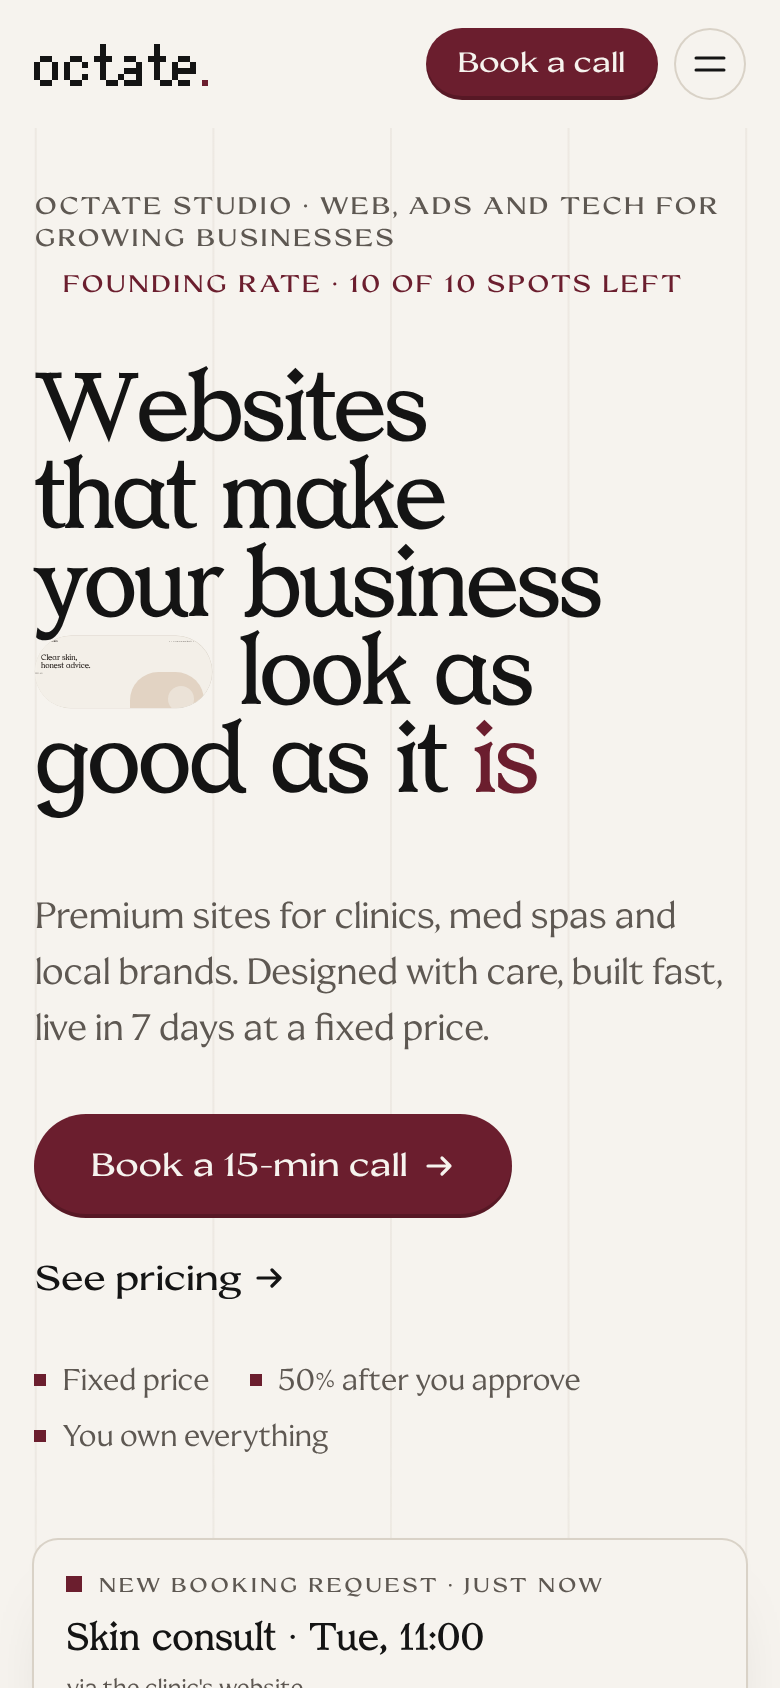 octate.
Book a call
OCTATE STUDIO · WEB, ADS AND TECH FOR
GROWING BUSINESSES
FOUNDING RATE · 10 OF 10 SPOTS LEFT
Websites
that make
your business
Clear skin,
honest advice.
look as
good as it is
Premium sites for clinics, med spas and
local brands. Designed with care, built fast,
live in 7 days at a fixed price.
Book a 15-min call →
See pricing →
Fixed price
50% after you approve
You own everything
NEW BOOKING REQUEST · JUST NOW
Skin consult · Tue, 11:00
via the clinic's website